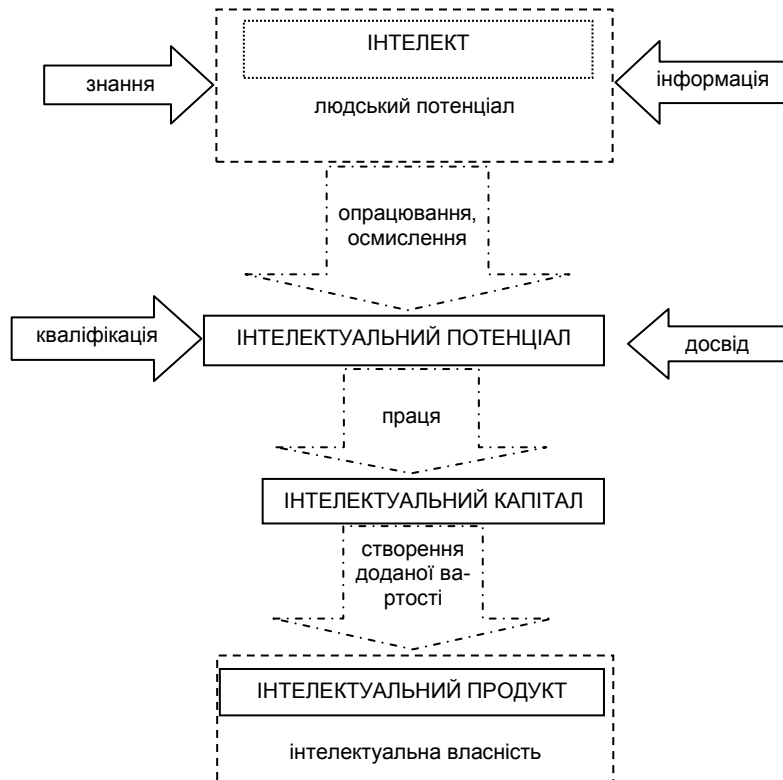 ІНТЕЛЕКТ
знання
людський потенціал
інформація
опрацювання,
осмислення
кваліфікація
ІНТЕЛЕКТУАЛЬНИЙ ПОТЕНЦІАЛ
досвід
праця
ІНТЕЛЕКТУАЛЬНИЙ КАПІТАЛ
створення
доданої ва-
ртості
ІНТЕЛЕКТУАЛЬНИЙ ПРОДУКТ
інтелектуальна власність